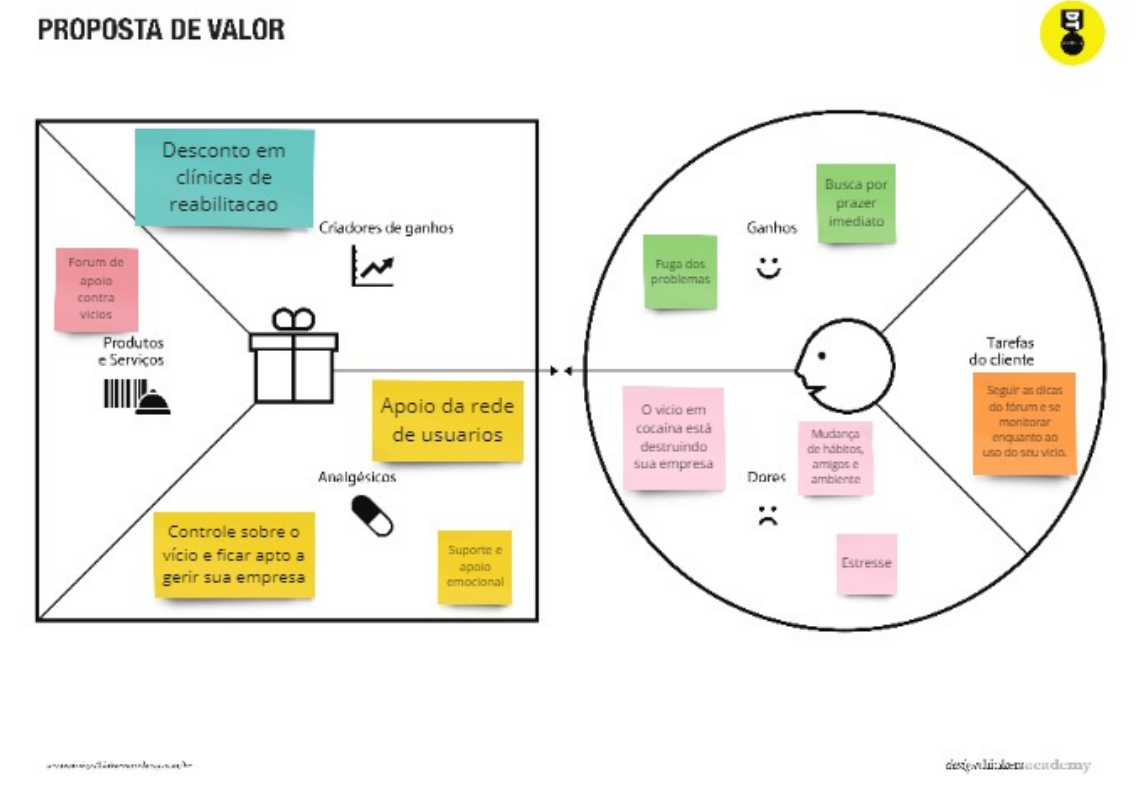 PROPOSTA DE VALOR
Desconto em
clínicas de
reabilitacao
Criadores de ganhos
Forum de
apoio
contra
vicios
Produtos
e Serviços
Apoio da rede
de usuarios
Analgésicos
Controle sobre o
vício e ficar apto a
gerir sua empresa
Suporte e
apoio
emocional
Busca por
prazer
imediato
Ganhos
Fuga dos
problemas
Tarefas
do cliente
Seguir as dicas
do fórum e se
monitorar
enquanto ao
uso do seu vicio.
O vicio em
cocaína está
destruindo
sua empresa
Mudança
de hábitos,
amigos e
ambiente
Dores
Estresse
academy